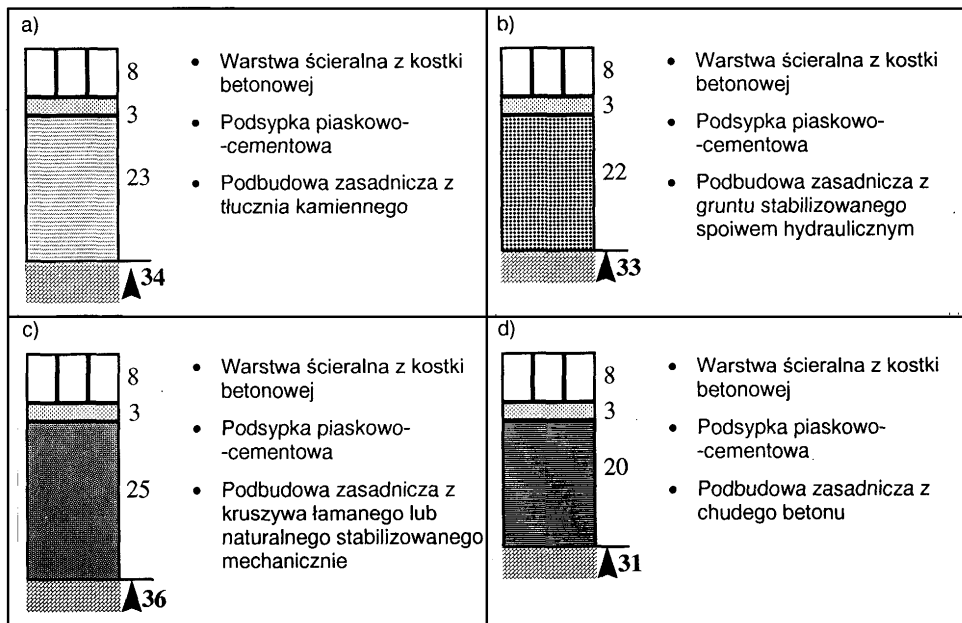 a)
8
3
23
34
• Warstwa ścieralna z kostki
betonowej
• Podsypka piaskowo-
-cementowa
• Podbudowa zasadnicza z
tłucznia kamiennego
b)
8
3
22
33
• Warstwa ścieralna z kostki
betonowej
• Podsypka piaskowo-
-cementowa
• Podbudowa zasadnicza z
gruntu stabilizowanego
spoiwem hydraulicznym
c)
8
3
25
36
• Warstwa ścieralna z kostki
betonowej
• Podsypka piaskowo-
-cementowa
• Podbudowa zasadnicza z
kruszywa łamanego lub
naturalnego stabilizowanego
mechanicznie
d)
8
3
20
31
• Warstwa ścieralna z kostki
betonowej
• Podsypka piaskowo-
-cementowa
• Podbudowa zasadnicza z
chudego betonu